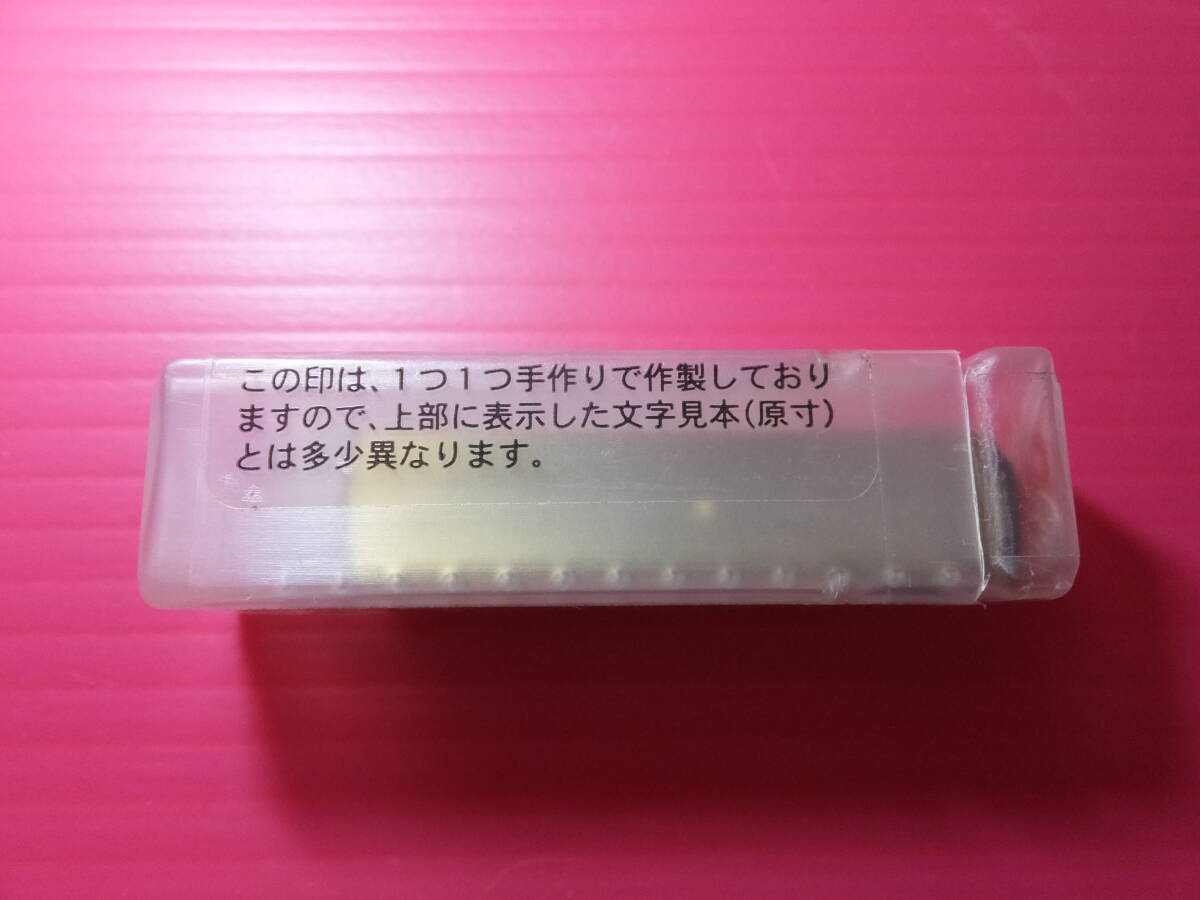 この印は、１つ１つ手作りで作製しており
ますので、上部に表示した文字見本（原寸）
とは多少異なります。